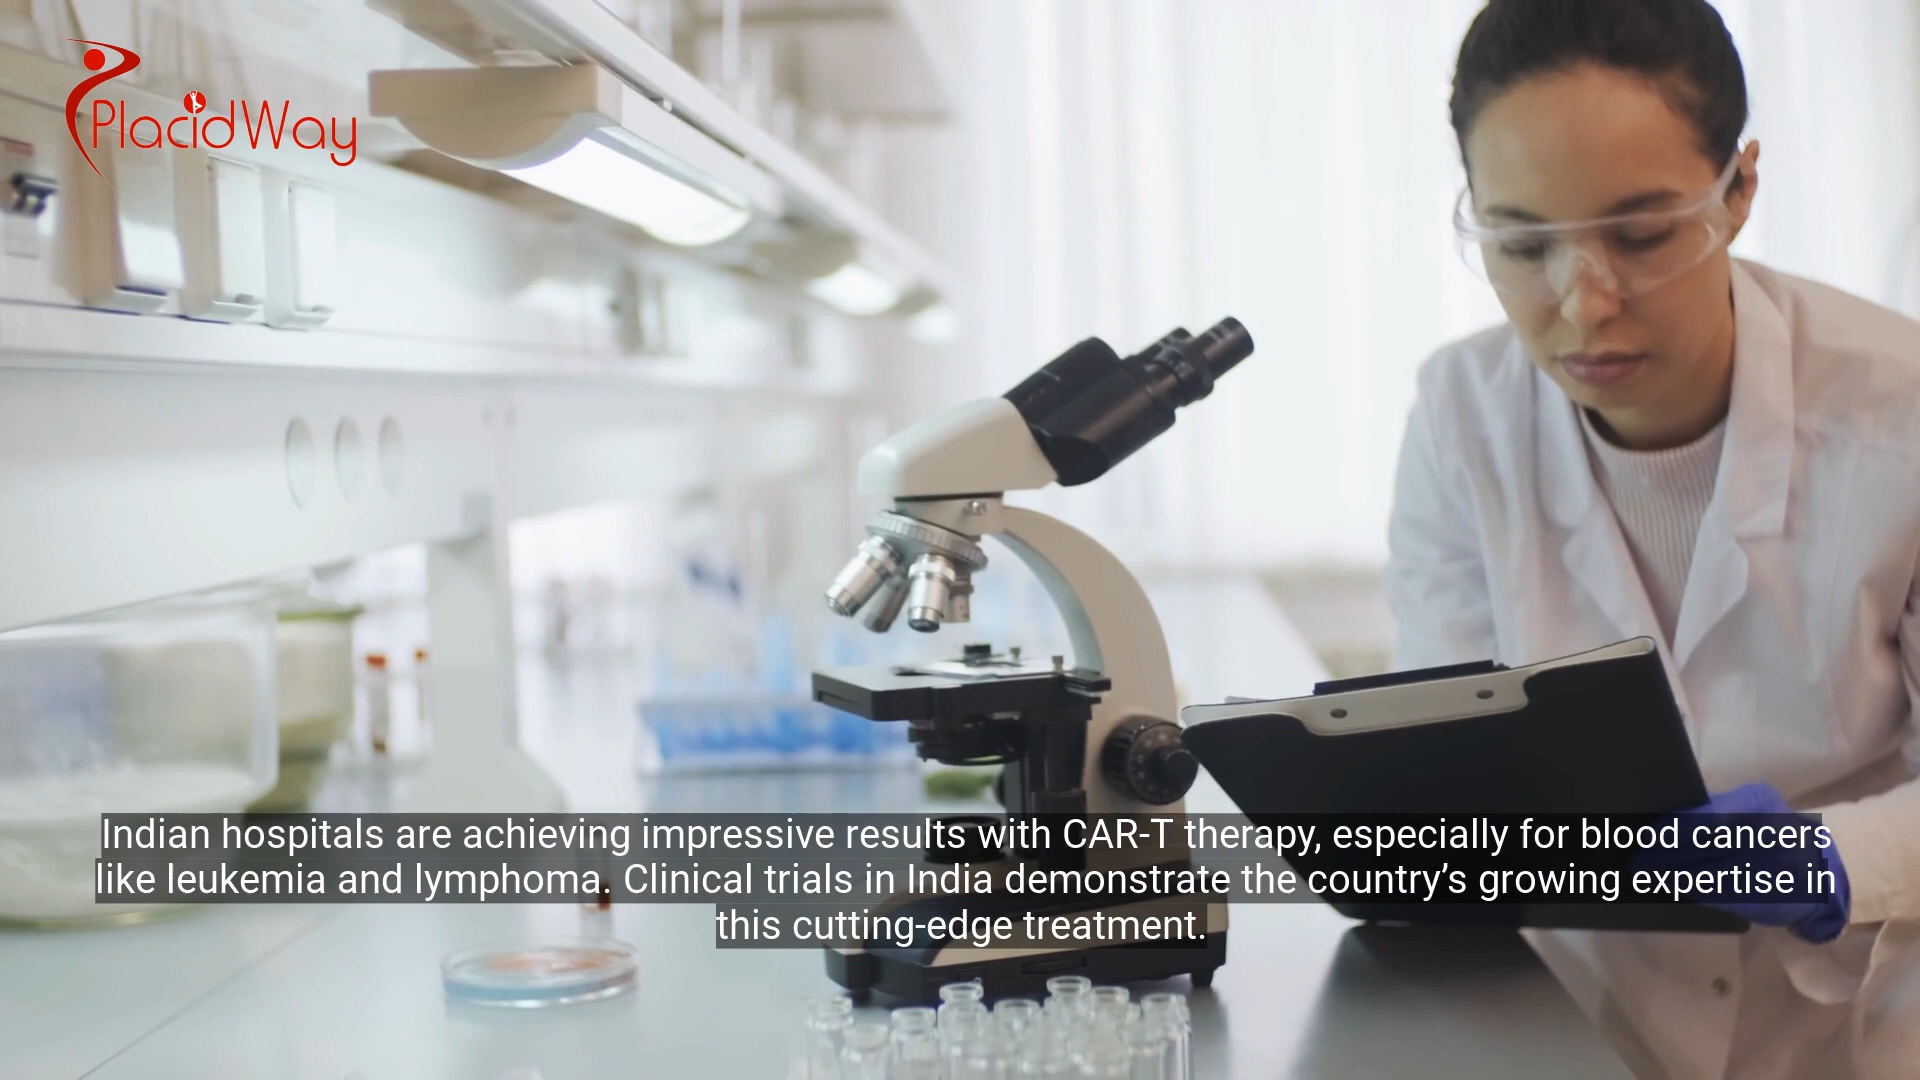 PlacidWay
Indian hospitals are achieving impressive results with CAR-T therapy, especially for blood cancers
like leukemia and lymphoma. Clinical trials in India demonstrate the country’s growing expertise in
this cutting-edge treatment.